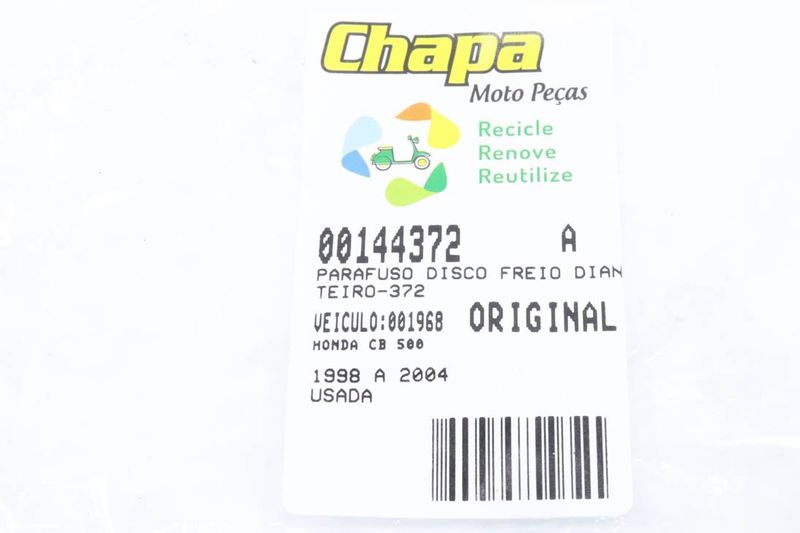 Chapa
Moto Peças
Recicle
Renove
Reutilize
00144372 A
PARAFUSO DISCO FREIO DIAN
TEIRO-372
VEICULO:001968 ORIGINAL
HONDA CB 500
1998 A 2004
USADA